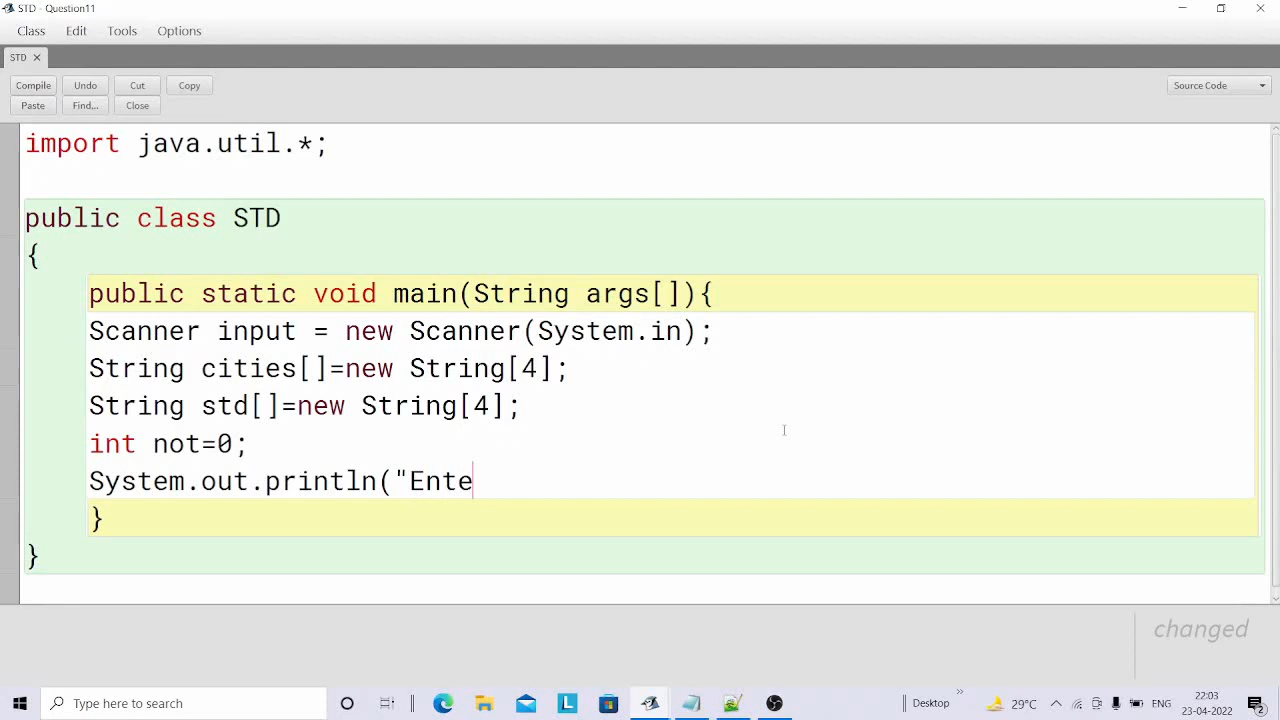 STD - Question11
Class Edit Tools Options
STD ×
Compile Undo Cut Copy Source Code
Paste Find... Close
import java.util.*;
public class STD
{
public static void main(String args[]){
Scanner input = new Scanner(System.in);
String cities[]=new String[4];
String std[]=new String[4];
int not=0;
System.out.println("Ente
}
}
changed
Type here to search
L
Desktop
29°C
ENG
22:03
23-04-2022
2